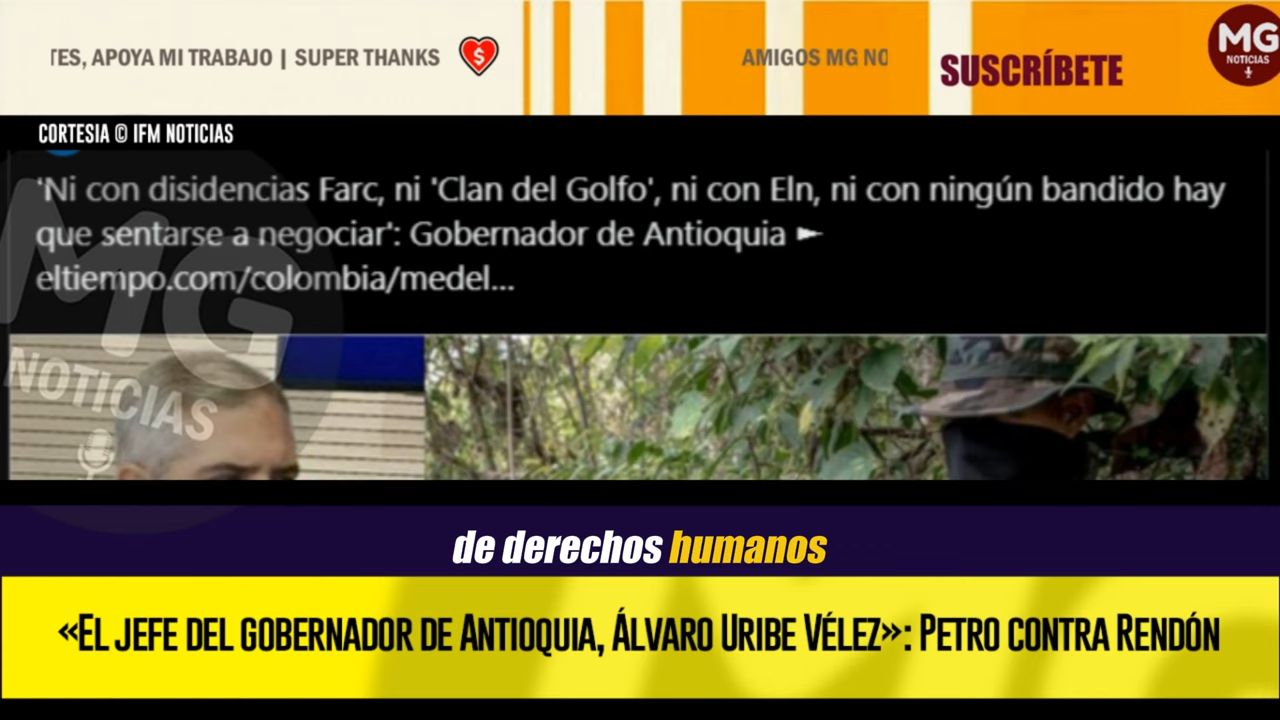 TES, APOYA MI TRABAJO | SUPER THANKS
AMIGOS MG NO
SUSCRÍBETE
MG
NOTICIAS
CORTESIA © IFM NOTICIAS
'Ni con disidencias Farc, ni 'Clan del Golfo', ni con Eln, ni con ningún bandido hay
que sentarse a negociar': Gobernador de Antioquia ►
eltiempo.com/colombia/medel...
MG
NOTICIAS
de derechos humanos
«El jefe del gobernador de Antioquia, Álvaro Uribe Vélez»: Petro contra Rendón